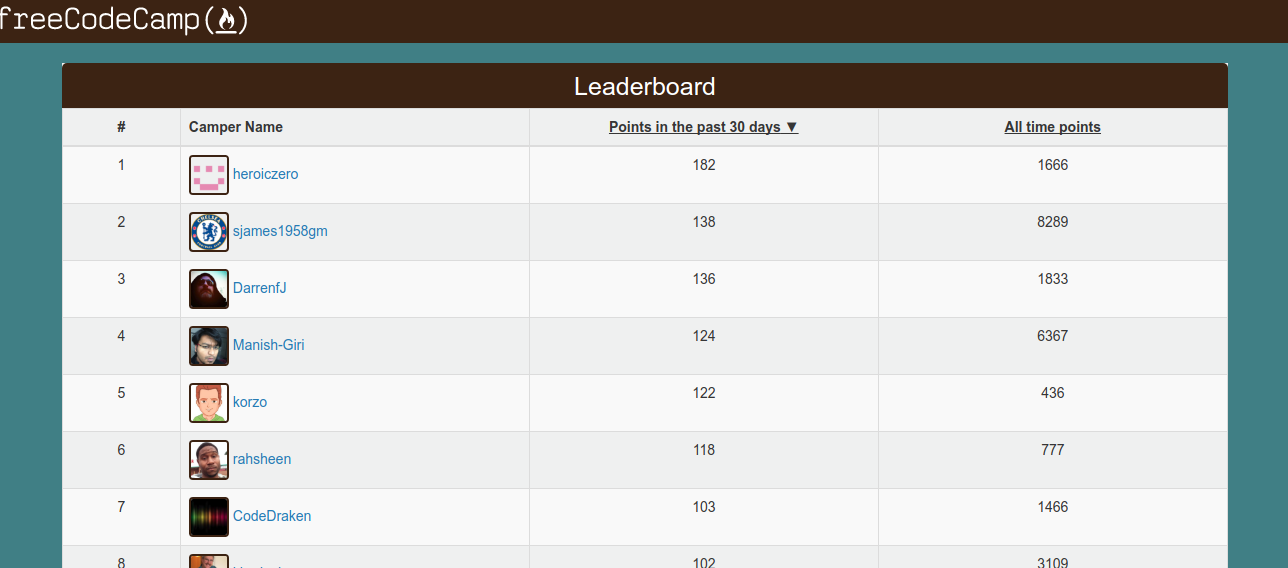 freeCodeCamp(🔥)
Leaderboard
# Camper Name Points in the past 30 days ▼ All time points
1 heroiczero 182 1666
2 sjames1958gm 138 8289
3 DarrenfJ 136 1833
4 Manish-Giri 124 6367
5 korzo 122 436
6 rahsheen 118 777
7 CodeDraken 103 1466
8 102 3109